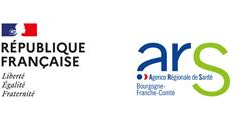 RÉPUBLIQUE
FRANÇAISE
Liberté
Égalité
Fraternité
ars
Agence Régionale de Santé
Bourgogne-
Franche-Comté